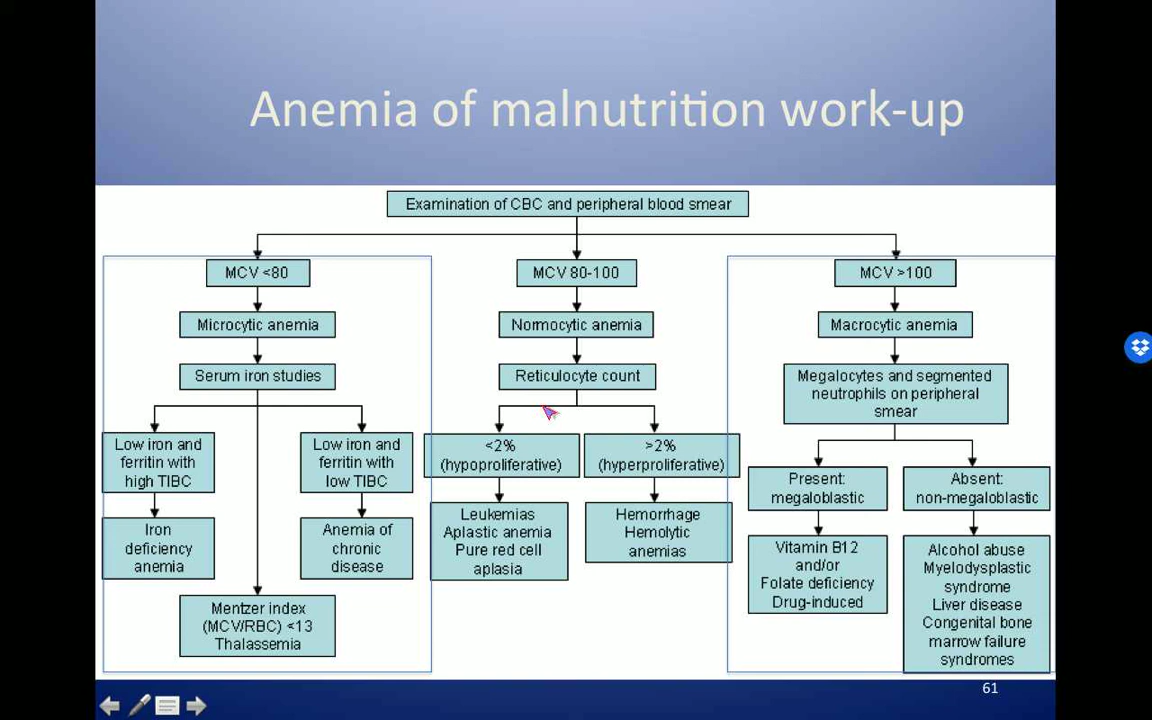 Anemia of malnutrition work-up
Examination of CBC and peripheral blood smear
MCV <80
Microcytic anemia
Serum iron studies
Low iron and
ferritin with
high TIBC
Iron
deficiency
anemia
Low iron and
ferritin with
low TIBC
Anemia of
chronic
disease
Mentzer index
(MCV/RBC) <13
Thalassemia
MCV 80-100
Normocytic anemia
Reticulocyte count
<2%
(hypoproliferative)
Leukemias
Aplastic anemia
Pure red cell
aplasia
>2%
(hyperproliferative)
Hemorrhage
Hemolytic
anemias
MCV >100
Macrocytic anemia
Megalocytes and segmented
neutrophils on peripheral
smear
Present:
megaloblastic
Vitamin B12
and/or
Folate deficiency
Drug-induced
Absent:
non-megaloblastic
Alcohol abuse
Myelodysplastic
syndrome
Liver disease
Congenital bone
marrow failure
syndromes
61